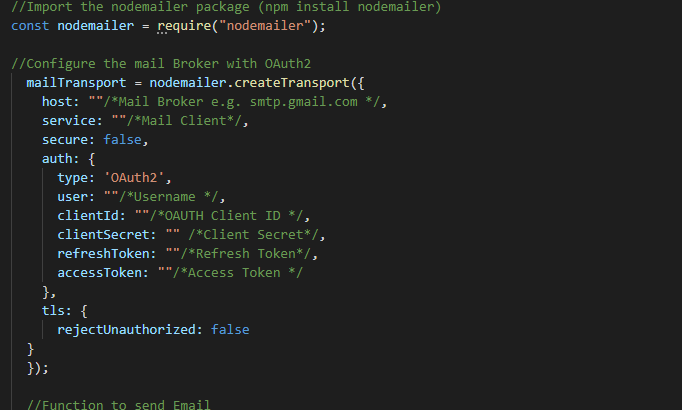 //Import the nodemailer package (npm install nodemailer)
const nodemailer = require("nodemailer");
//Configure the mail Broker with OAuth2
mailTransport = nodemailer.createTransport({
host: ""/*Mail Broker e.g. smtp.gmail.com */,
service: ""/*Mail Client*/,
secure: false,
auth: {
type: 'OAuth2',
user: ""/*Username */,
clientId: ""/*OAUTH Client ID */,
clientSecret: "" /*Client Secret*/,
refreshToken: ""/*Refresh Token*/,
accessToken: ""/*Access Token */
},
tls: {
rejectUnauthorized: false
}
});
//Function to send Email